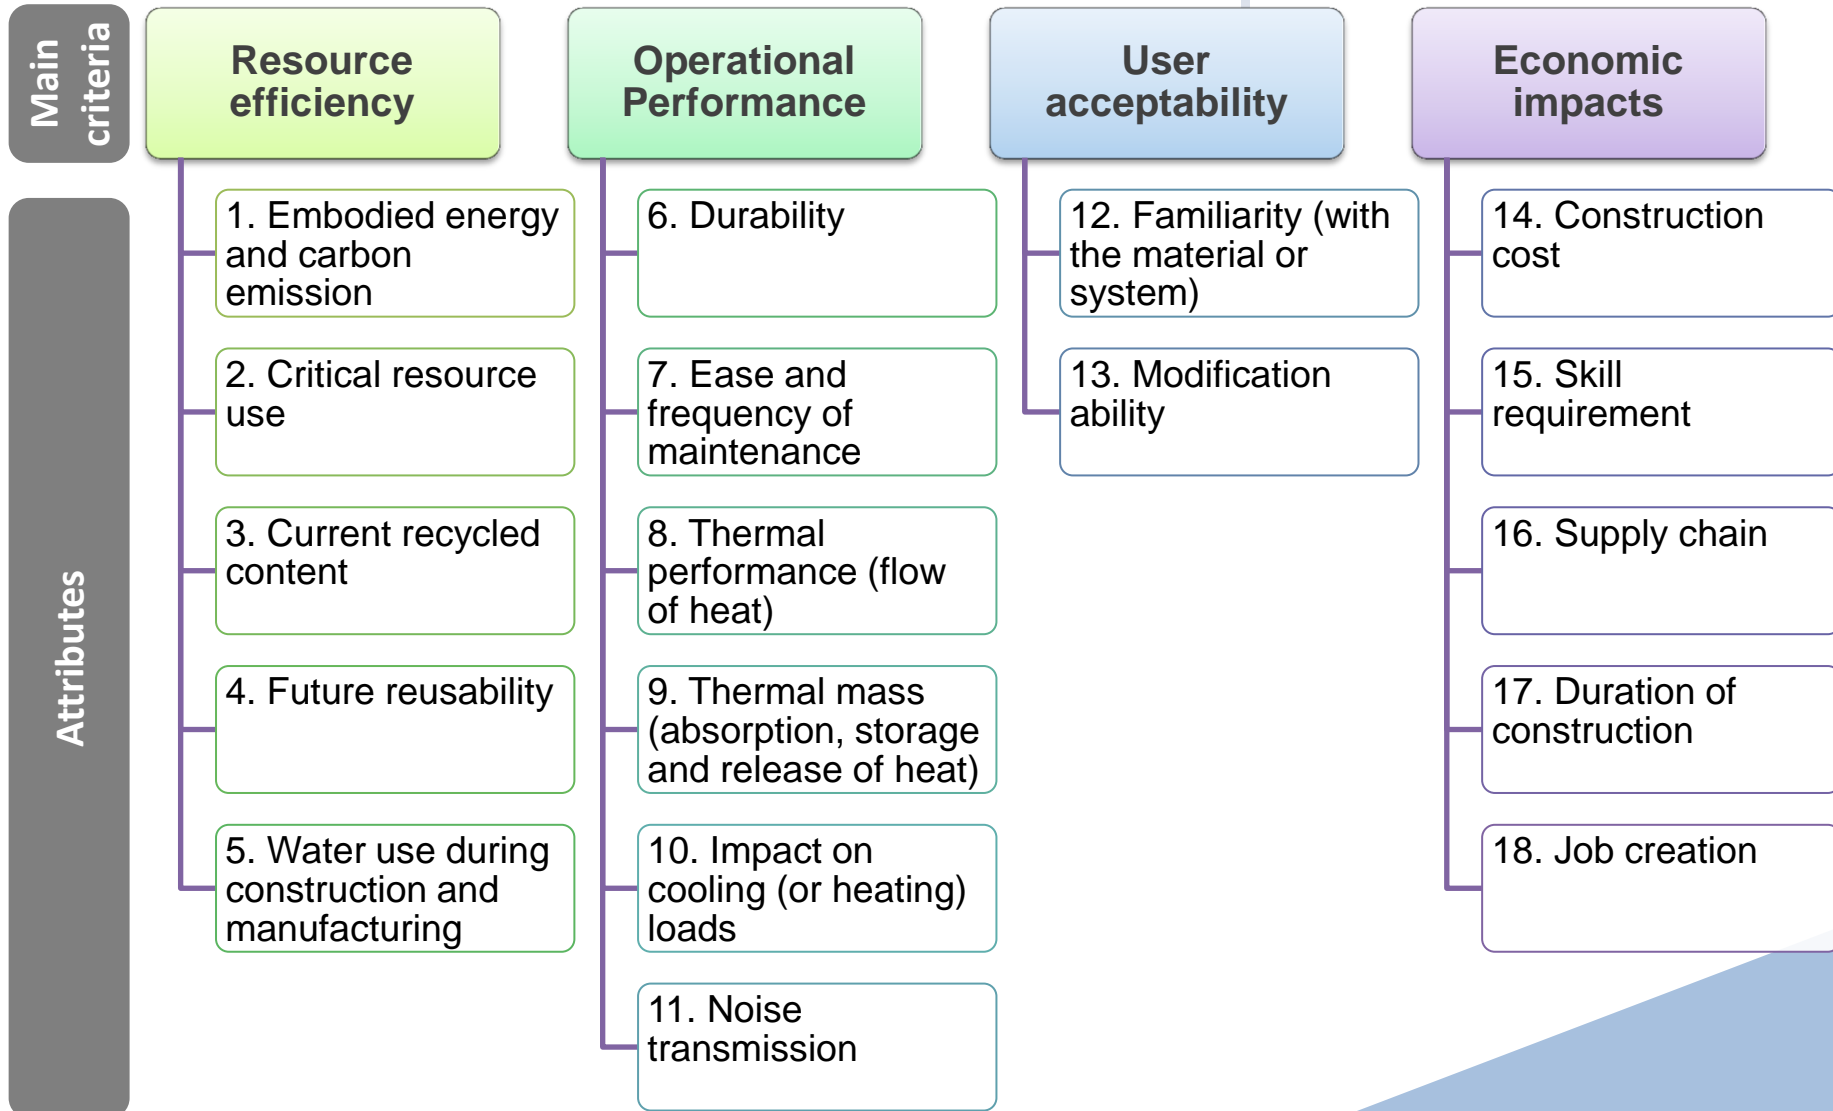 Main
criteria
Resource
efficiency
Operational
Performance
User
acceptability
Economic
impacts
Attributes
1. Embodied energy
and carbon
emission
2. Critical resource
use
3. Current recycled
content
4. Future reusability
5. Water use during
construction and
manufacturing
6. Durability
7. Ease and
frequency of
maintenance
8. Thermal
performance (flow
of heat)
9. Thermal mass
(absorption, storage
and release of heat)
10. Impact on
cooling (or heating)
loads
11. Noise
transmission
12. Familiarity (with
the material or
system)
13. Modification
ability
14. Construction
cost
15. Skill
requirement
16. Supply chain
17. Duration of
construction
18. Job creation